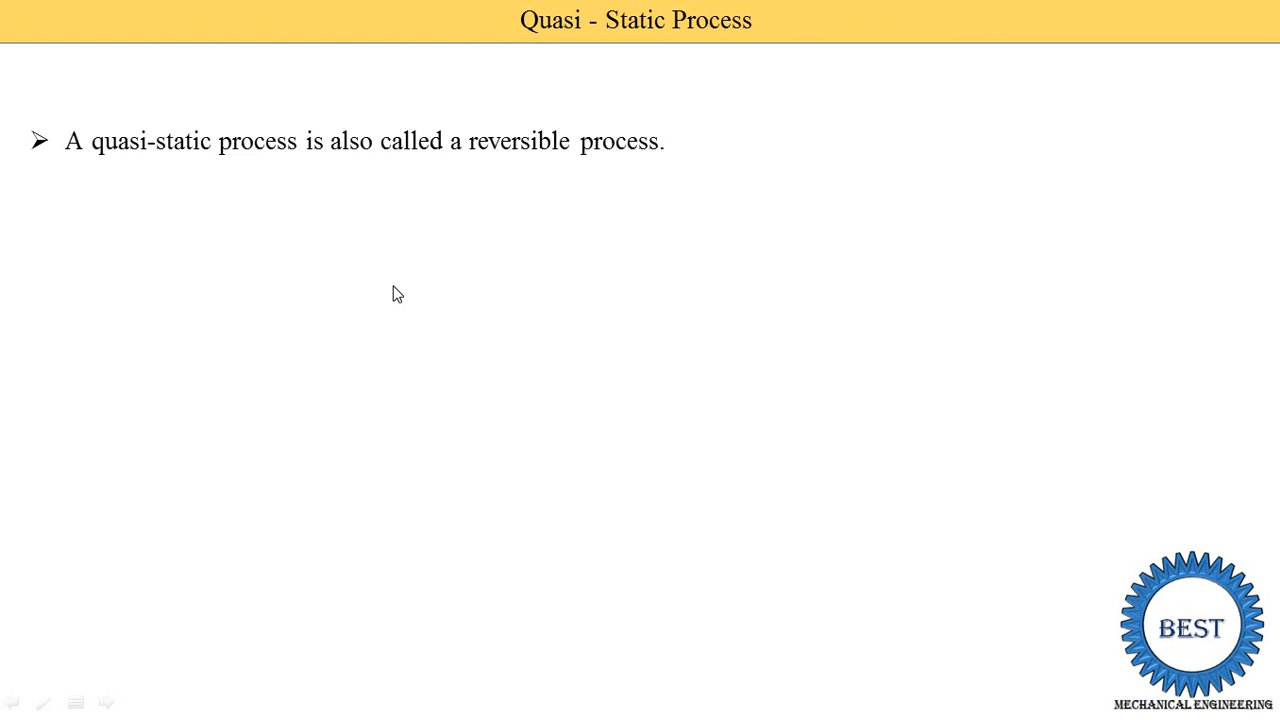 Quasi - Static Process
A quasi-static process is also called a reversible process.
BEST
MECHANICAL ENGINEERING